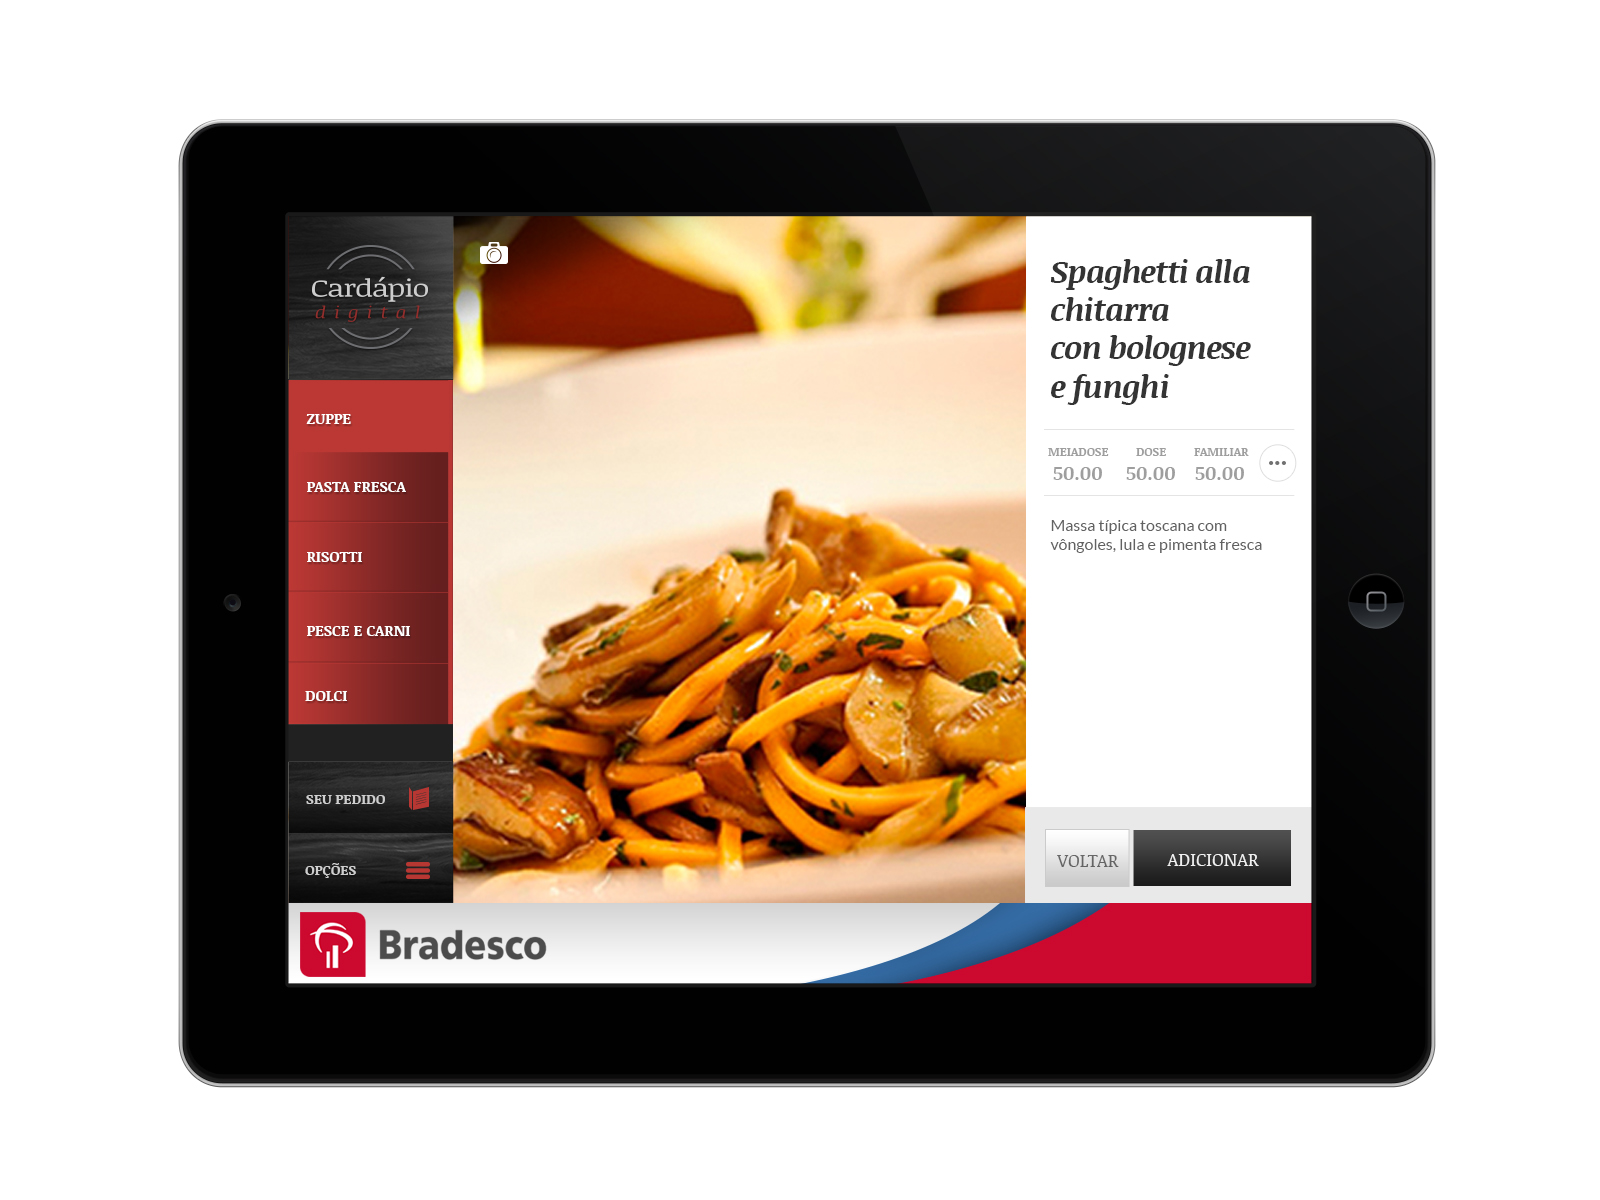 Cardápio
digital
ZUPPE
PASTA FRESCA
RISOTTI
PESCE E CARNI
DOLCI
SEU PEDIDO
OPÇÕES
Spaghetti alla
chitarra
con bolognese
e funghi
MEIADOSE DOSE FAMILIAR
50.00 50.00 50.00
Massa típica toscana com
vôngoles, lula e pimenta fresca
VOLTAR ADICIONAR
Bradesco